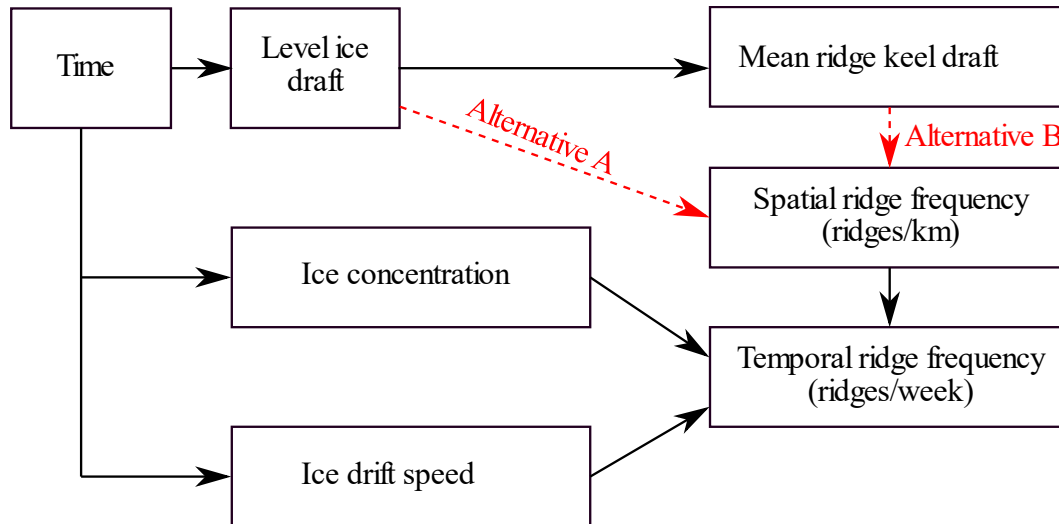 Time
Level ice
draft
Mean ridge keel draft
Alternative A
Alternative B
Spatial ridge frequency
(ridges/km)
Ice concentration
Temporal ridge frequency
(ridges/week)
Ice drift speed